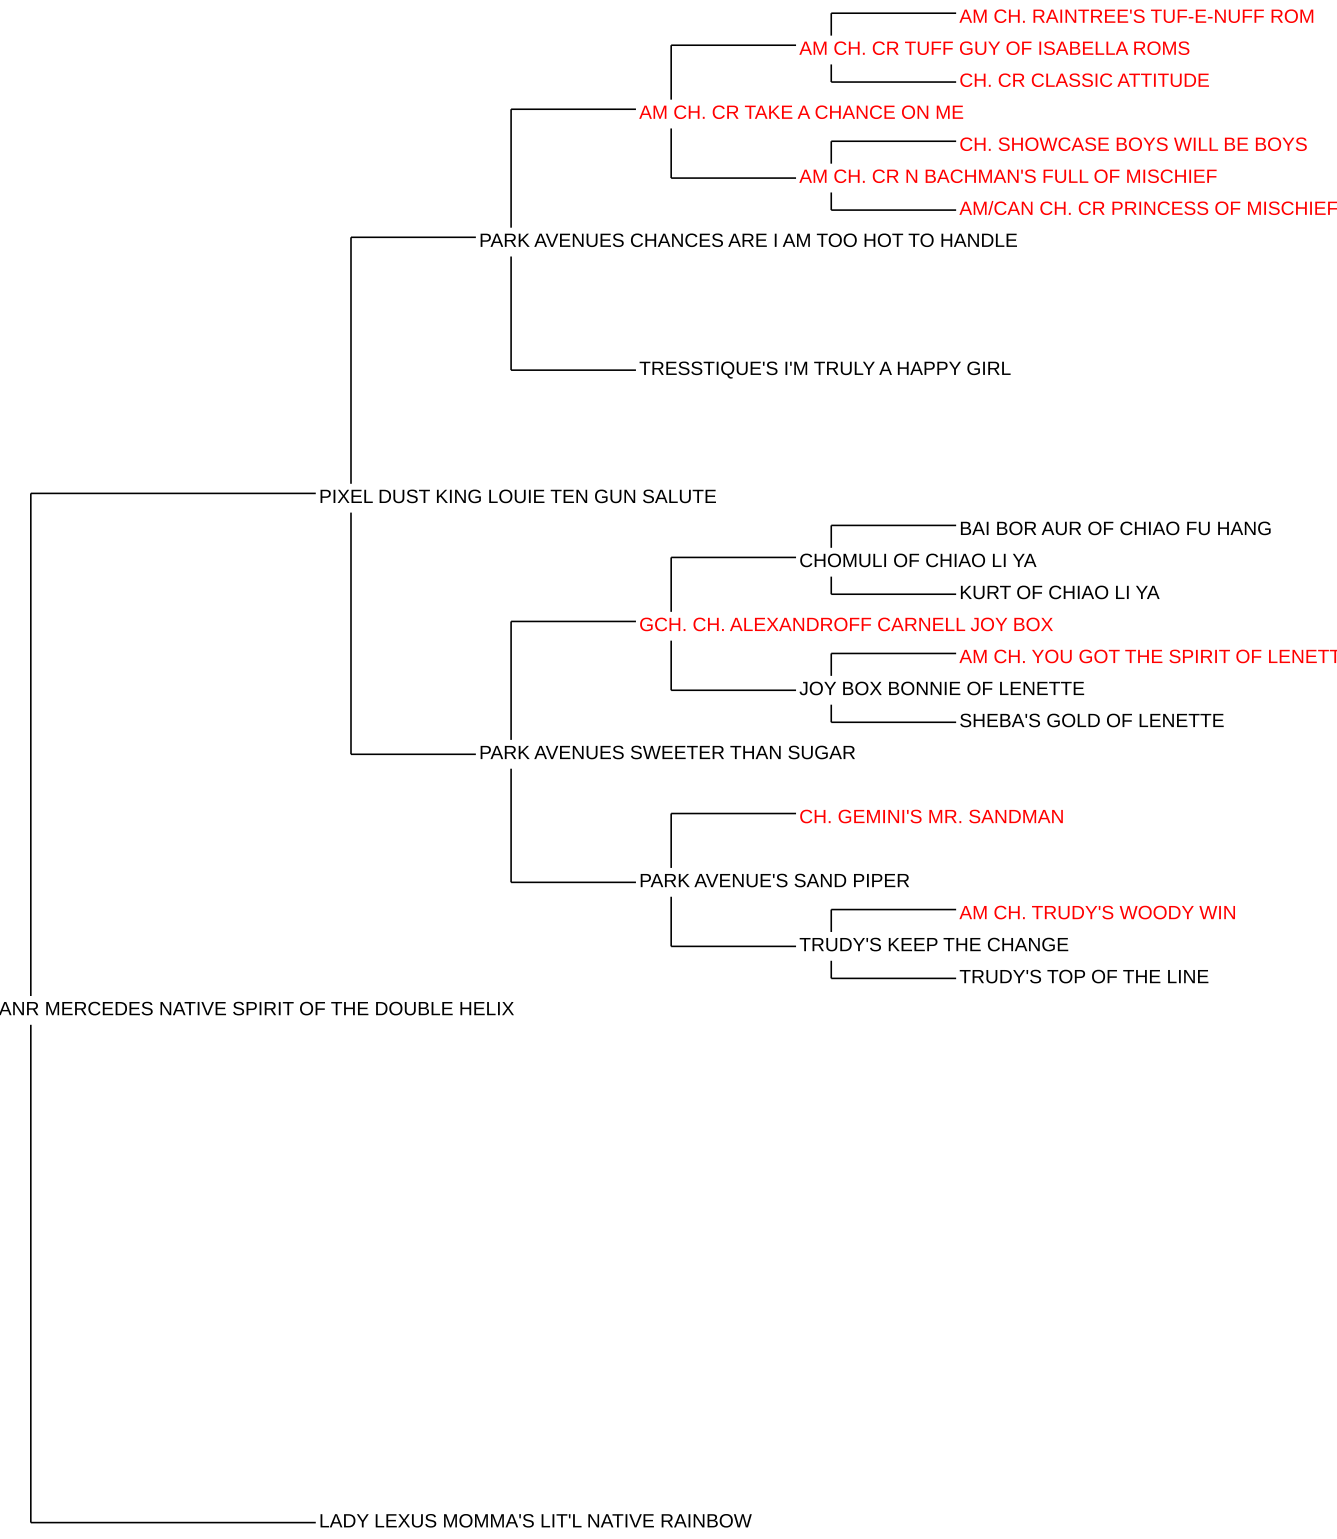 AM CH. RAINTREE'S TUF-E-NUFF ROM
AM CH. CR TUFF GUY OF ISABELLA ROMS
CH. CR CLASSIC ATTITUDE
AM CH. CR TAKE A CHANCE ON ME
CH. SHOWCASE BOYS WILL BE BOYS
AM CH. CR N BACHMAN'S FULL OF MISCHIEF
AM/CAN CH. CR PRINCESS OF MISCHIEF
PARK AVENUES CHANCES ARE I AM TOO HOT TO HANDLE
TRESSTIQUE'S I'M TRULY A HAPPY GIRL
PIXEL DUST KING LOUIE TEN GUN SALUTE
BAI BOR AUR OF CHIAO FU HANG
CHOMULI OF CHIAO LI YA
KURT OF CHIAO LI YA
GCH. CH. ALEXANDROFF CARNELL JOY BOX
AM CH. YOU GOT THE SPIRIT OF LENETT
JOY BOX BONNIE OF LENETTE
SHEBA'S GOLD OF LENETTE
PARK AVENUES SWEETER THAN SUGAR
CH. GEMINI'S MR. SANDMAN
PARK AVENUE'S SAND PIPER
AM CH. TRUDY'S WOODY WIN
TRUDY'S KEEP THE CHANGE
TRUDY'S TOP OF THE LINE
ANR MERCEDES NATIVE SPIRIT OF THE DOUBLE HELIX
LADY LEXUS MOMMA'S LIT'L NATIVE RAINBOW